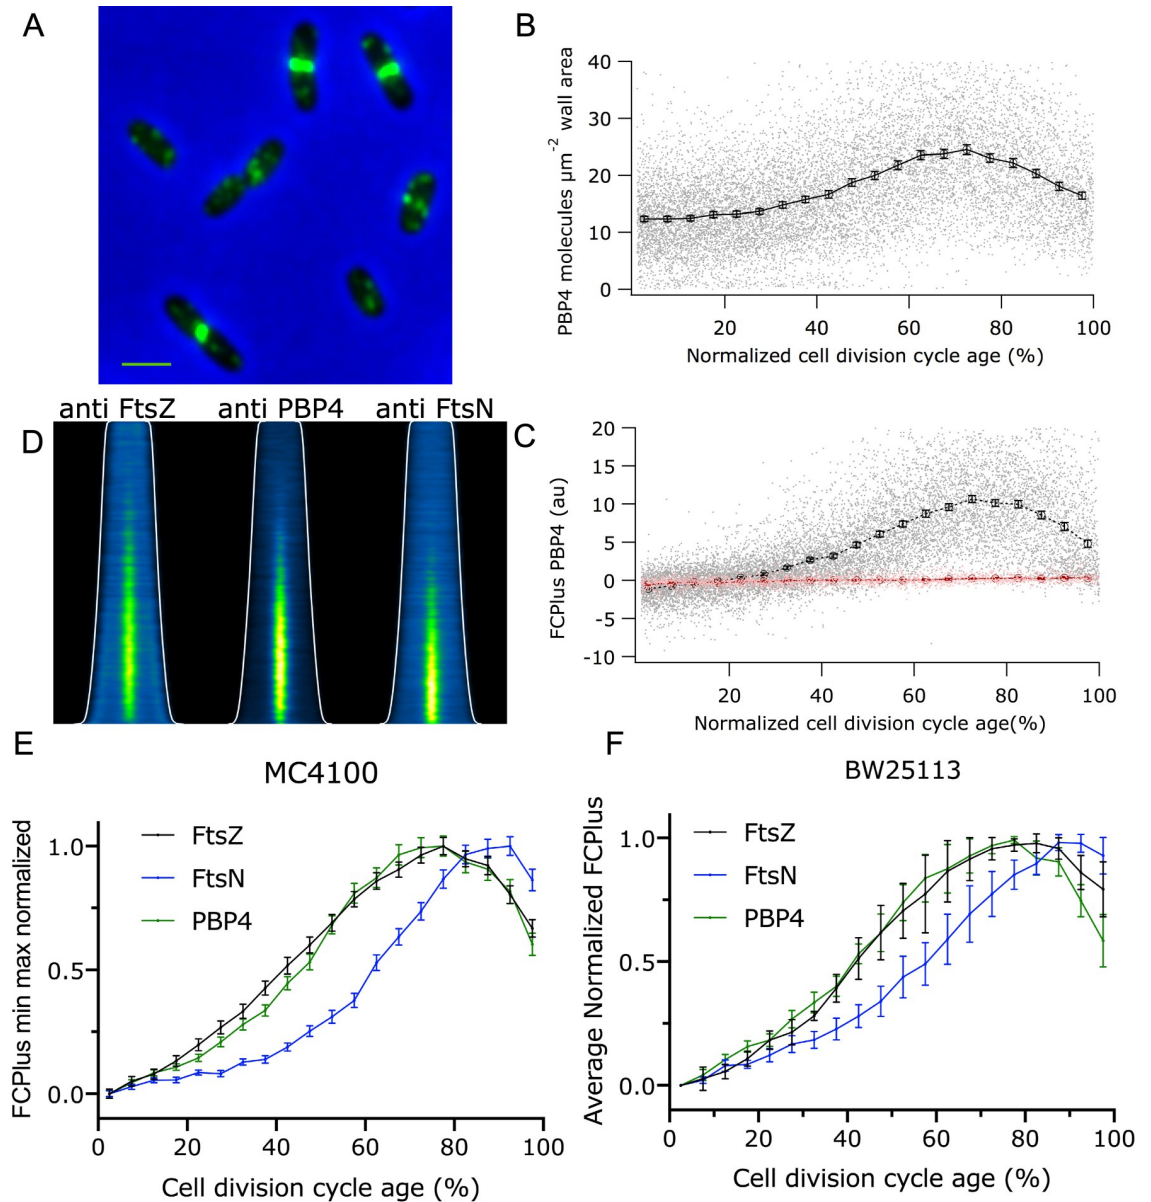 A
B
PBP4 molecules µm⁻² wall area
40
30
20
10
0
20 40 60 80 100
Normalized cell division cycle age (%)
anti FtsZ anti PBP4 anti FtsN
D
C
FCPlus PBP4 (au)
20
15
10
5
0
-5
-10
20 40 60 80 100
Normalized cell division cycle age(%)
E
MC4100
FCPlus min max normalized
1.0
0.5
0.0
FtsZ
FtsN
PBP4
0 20 40 60 80 100
Cell division cycle age (%)
F
BW25113
Average Normalized FCPlus
1.0
0.5
0.0
FtsZ
FtsN
PBP4
0 20 40 60 80 100
Cell division cycle age (%)